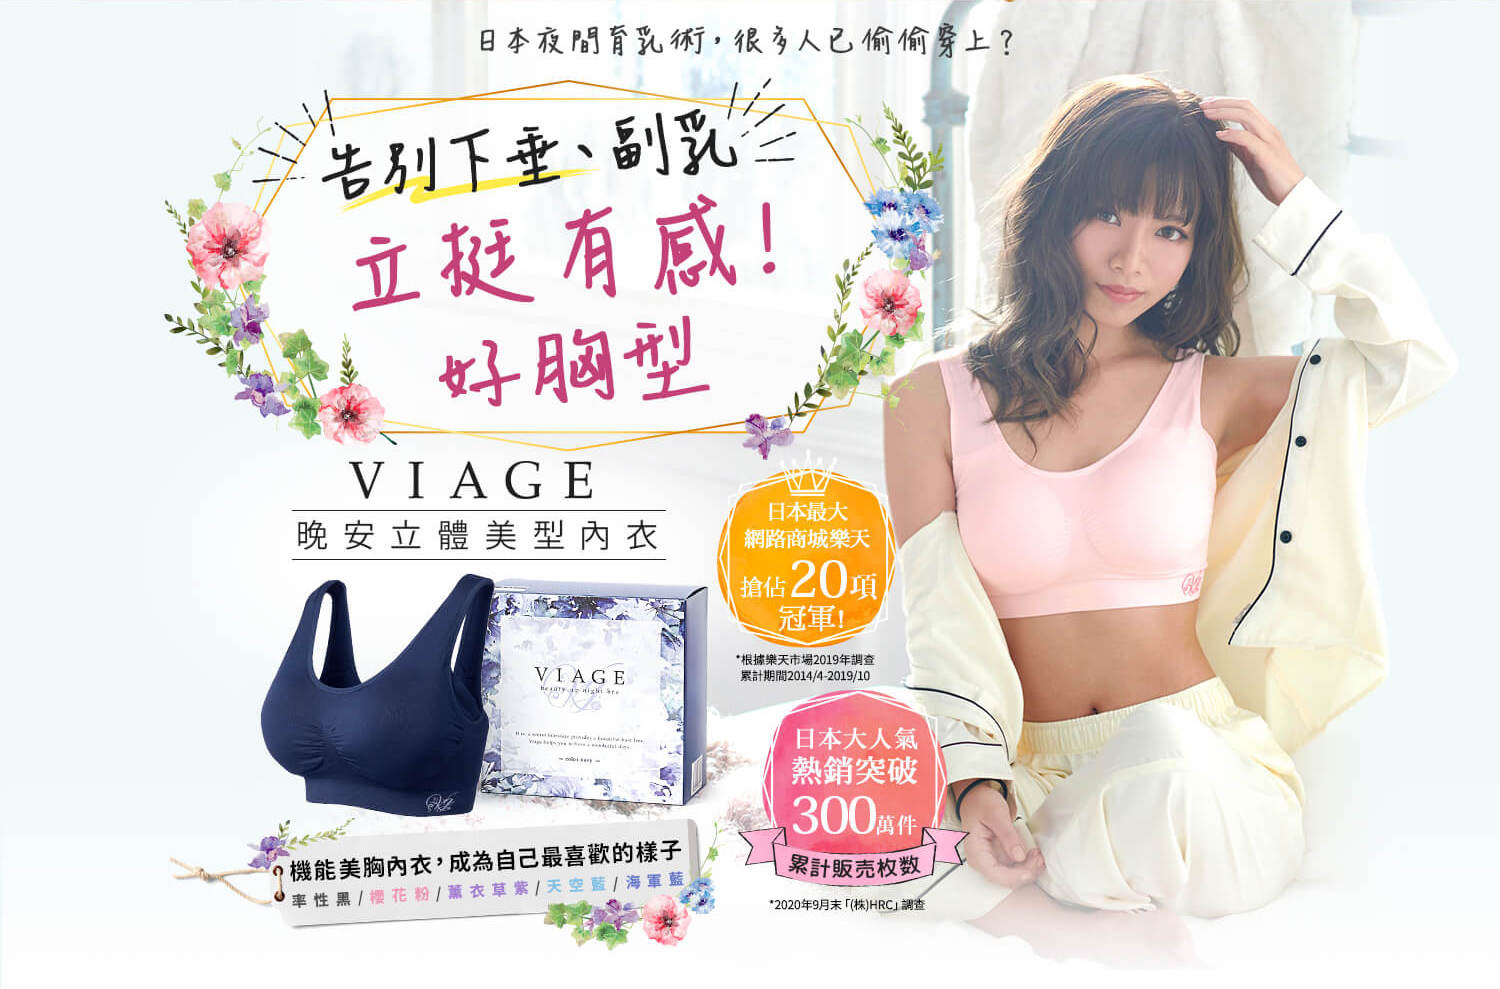 日本夜間育乳術，很多人已偷偷穿上？
告別下垂、副乳
立挺有感！
好胸型
VIAGE
晚安立體美型內衣
VIAGE
Beauty-up night bra
— color: navy —
日本最大
網路商城樂天
搶佔20項
冠軍!
*根據樂天市場2019年調查
累計期間2014/4-2019/10
日本大人氣
熱銷突破
300萬件
累計販売枚数
*2020年9月末「(株)HRC」調查
機能美胸內衣，成為自己最喜歡的樣子
率性黑/櫻花粉/薰衣草紫/天空藍/海軍藍